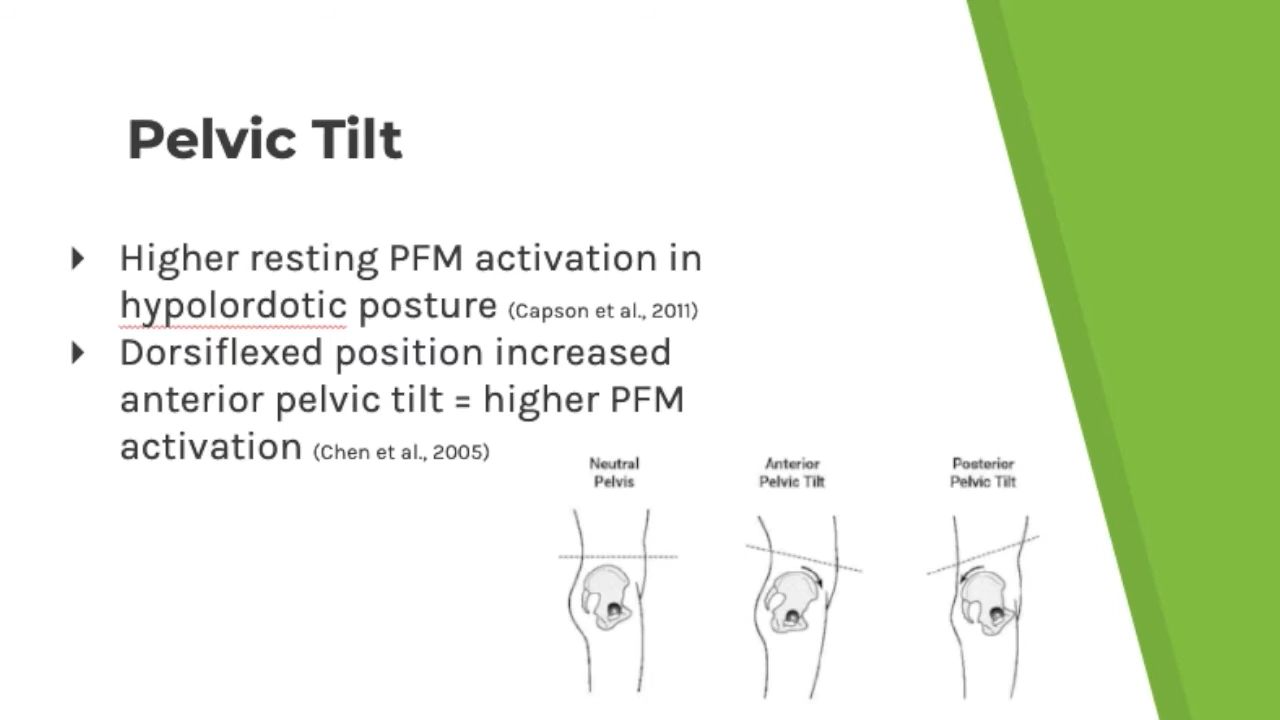 Pelvic Tilt
Higher resting PFM activation in
hypolordotic posture (Capson et al., 2011)
Dorsiflexed position increased
anterior pelvic tilt = higher PFM
activation (Chen et al., 2005)
Neutral
Pelvis
Anterior
Pelvic Tilt
Posterior
Pelvic Tilt